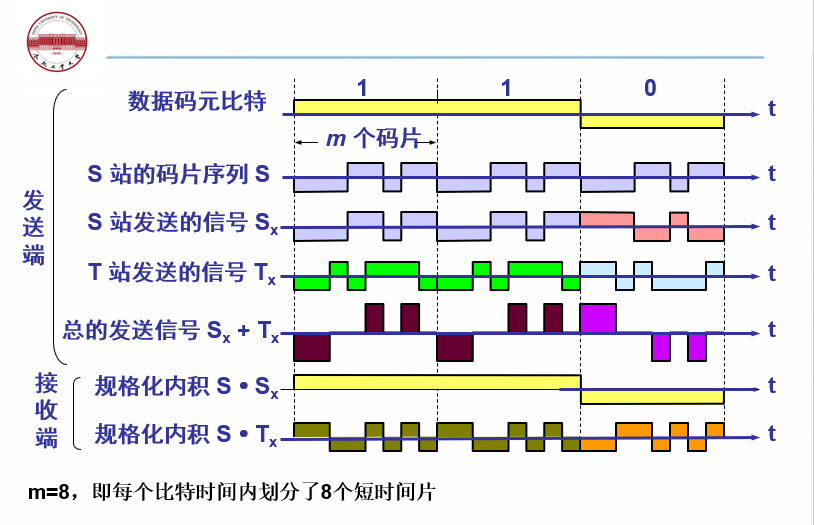 1 1 0
数据码元比特 t
m 个码片
S 站的码片序列 S t
发送端
S 站发送的信号 Sx t
T 站发送的信号 Tx t
总的发送信号 Sx + Tx t
接收端
规格化内积 S • Sx t
规格化内积 S • Tx t
m=8，即每个比特时间内划分了8个短时间片